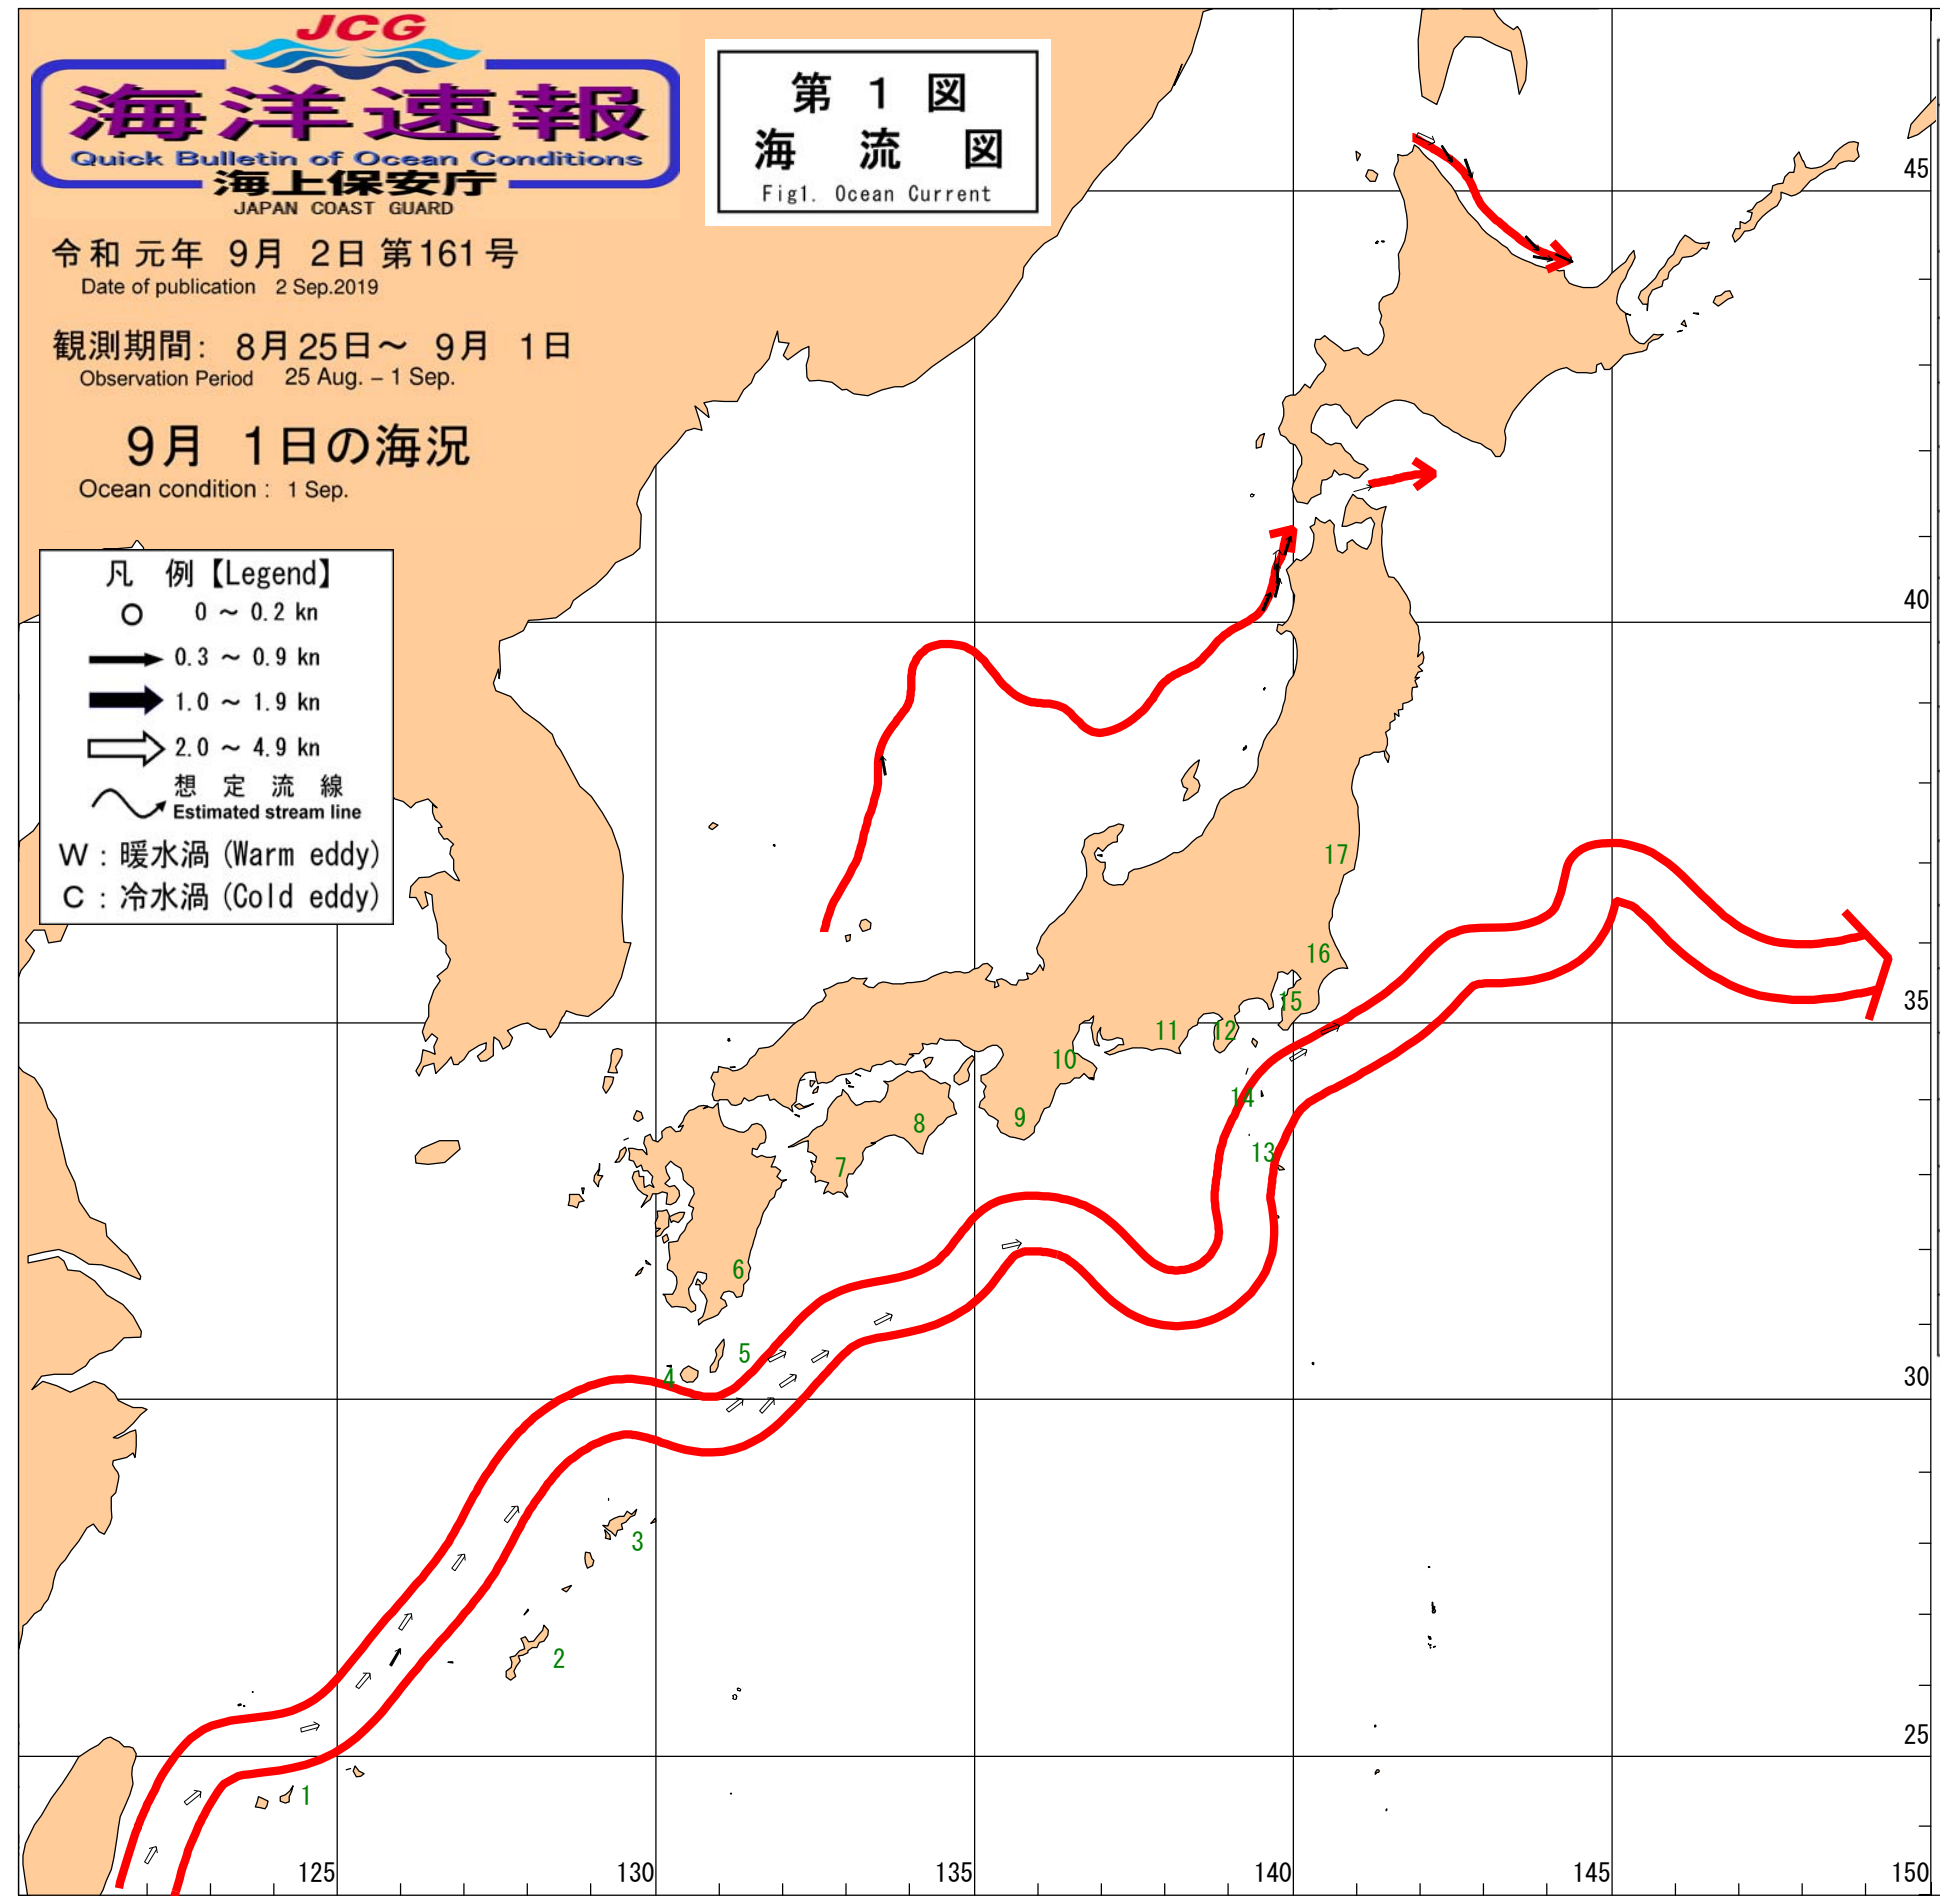 JCG
海洋速報
Quick Bulletin of Ocean Conditions
海上保安庁
JAPAN COAST GUARD
第 1 図
海 流 図
Fig1. Ocean Current
令和 元年 9月 2日 第161号
Date of publication 2 Sep.2019
観測期間: 8月25日～ 9月 1日
Observation Period 25 Aug. – 1 Sep.
9月 1日の海況
Ocean condition : 1 Sep.
凡 例【Legend】
0 ～ 0.2 kn
0.3 ～ 0.9 kn
1.0 ～ 1.9 kn
2.0 ～ 4.9 kn
想 定 流 線
Estimated stream line
W : 暖水渦 (Warm eddy)
C : 冷水渦 (Cold eddy)
45
40
17
16
35
15
12
11
10
14
9
8
13
7
6
5
4
30
3
2
25
1
125
130
135
140
145
150